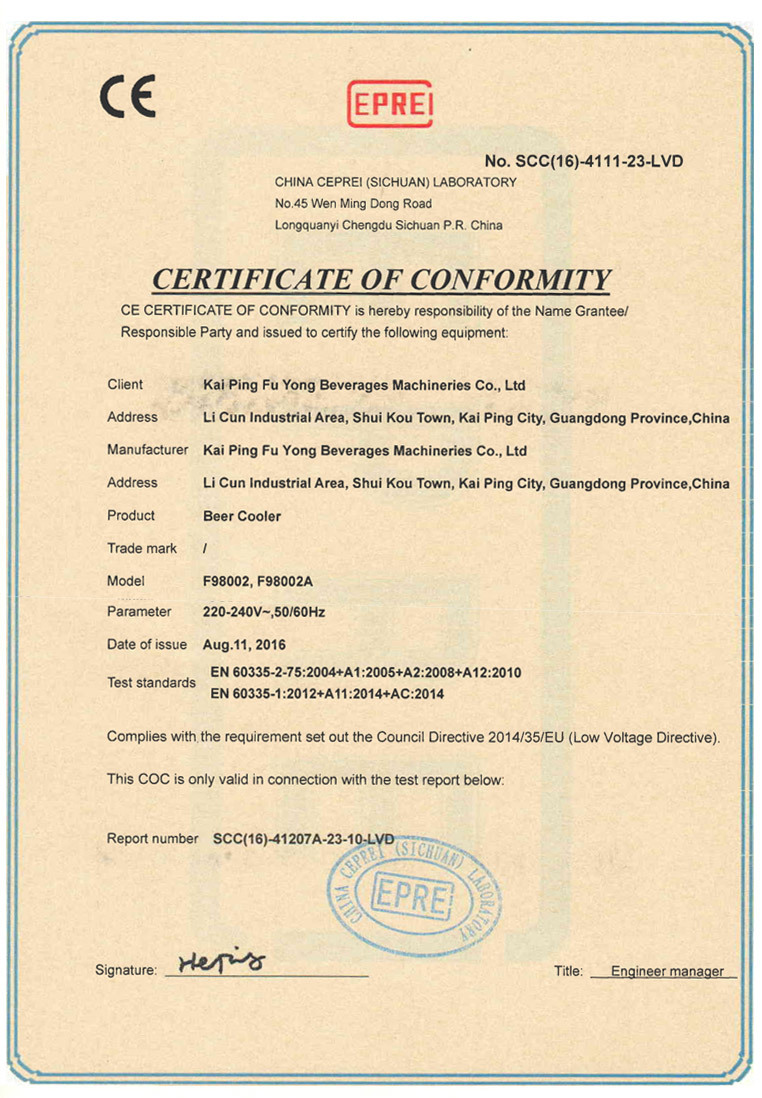 CE
EPREI
No. SCC(16)-4111-23-LVD
CHINA CEPREI (SICHUAN) LABORATORY
No.45 Wen Ming Dong Road
Longquanyi Chengdu Sichuan P.R. China
CERTIFICATE OF CONFORMITY
CE CERTIFICATE OF CONFORMITY is hereby responsibility of the Name Grantee/
Responsible Party and issued to certify the following equipment:
Client Kai Ping Fu Yong Beverages Machineries Co., Ltd
Address Li Cun Industrial Area, Shui Kou Town, Kai Ping City, Guangdong Province,China
Manufacturer Kai Ping Fu Yong Beverages Machineries Co., Ltd
Address Li Cun Industrial Area, Shui Kou Town, Kai Ping City, Guangdong Province,China
Product Beer Cooler
Trade mark /
Model F98002, F98002A
Parameter 220-240V~,50/60Hz
Date of issue Aug.11, 2016
Test standards EN 60335-2-75:2004+A1:2005+A2:2008+A12:2010
EN 60335-1:2012+A11:2014+AC:2014
Complies with the requirement set out the Council Directive 2014/35/EU (Low Voltage Directive).
This COC is only valid in connection with the test report below:
Report number SCC(16)-41207A-23-10-LVD
CHINA CEPREI (SICHUAN) LABORATORY
EPREI
Signature:
Title: Engineer manager